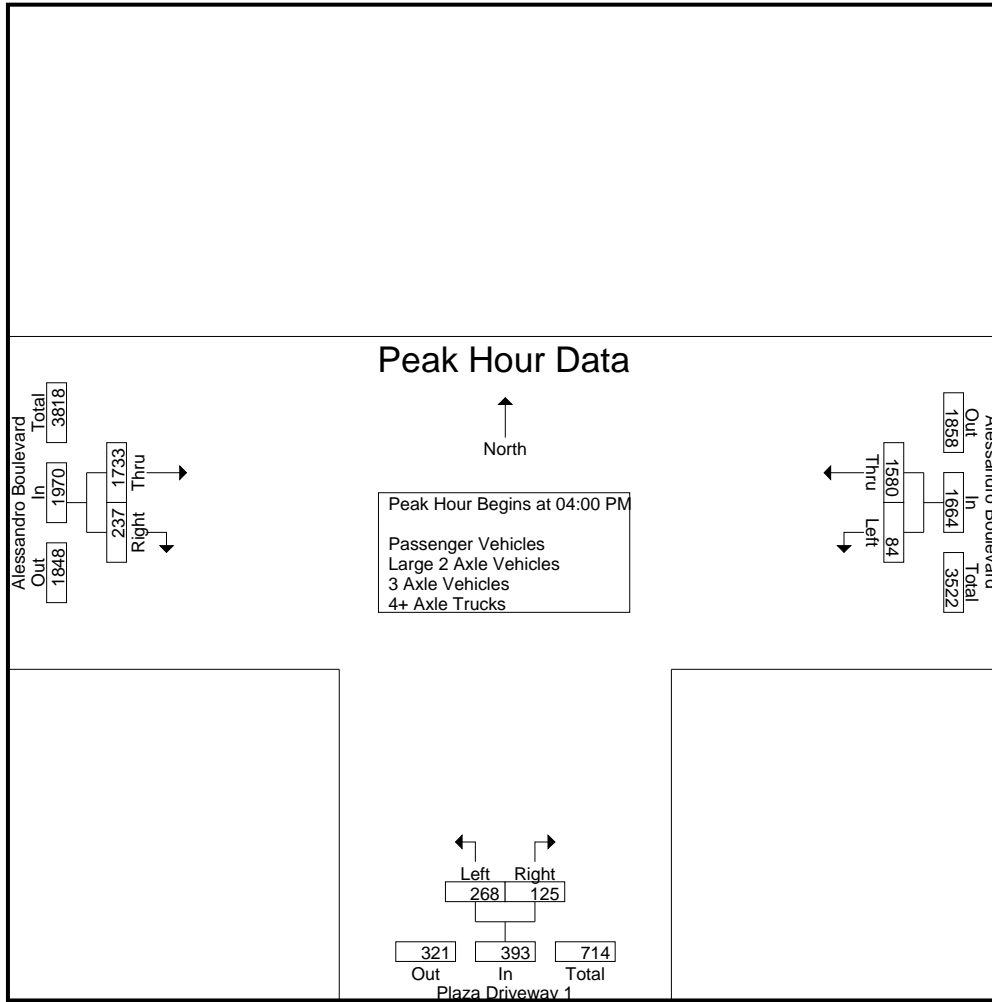 Peak Hour Data
North
Peak Hour Begins at 04:00 PM
Passenger Vehicles
Large 2 Axle Vehicles
3 Axle Vehicles
4+ Axle Trucks
Alessandro Boulevard
Total
3818
In
1970
Out
1848
1733
Thru
237
Right
Alessandro Boulevard
Out
1858
In
1664
Total
3522
1580
Thru
84
Left
Left Right
268 125
321 393 714
Out In Total
Plaza Driveway 1